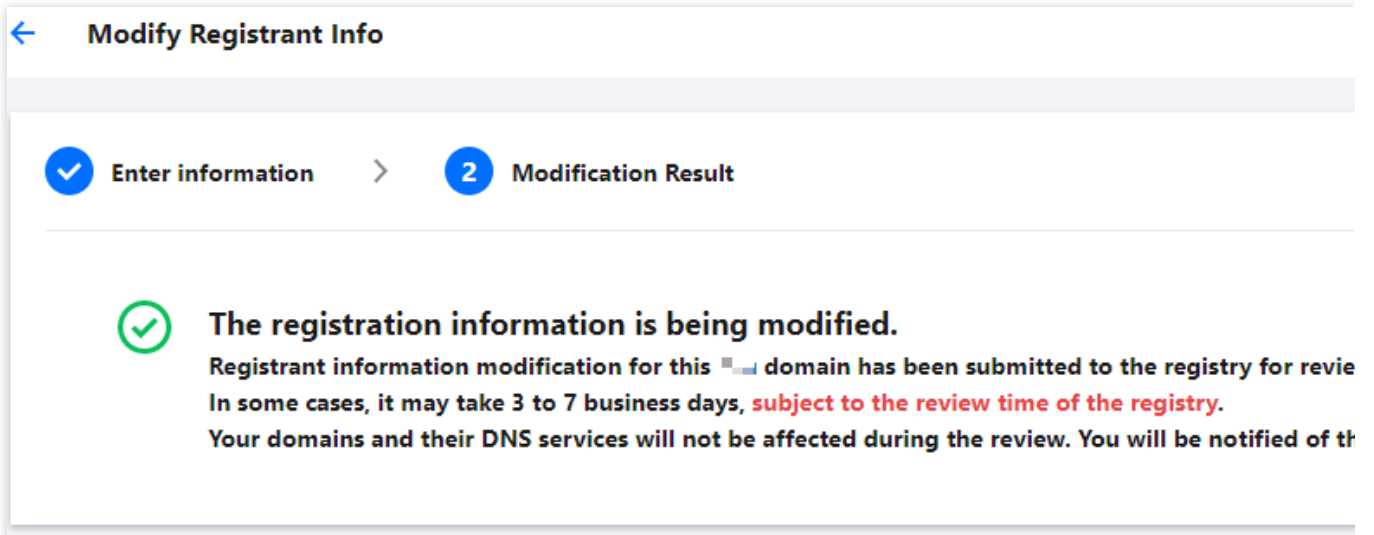 Modify Registrant Info
Enter information
2 Modification Result
The registration information is being modified.
Registrant information modification for this domain has been submitted to the registry for revie
In some cases, it may take 3 to 7 business days, subject to the review time of the registry.
Your domains and their DNS services will not be affected during the review. You will be notified of th